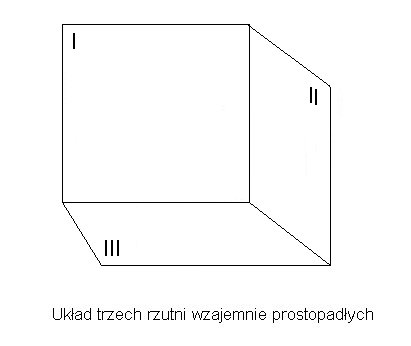 I
II
III
Układ trzech rzutni wzajemnie prostopadłych